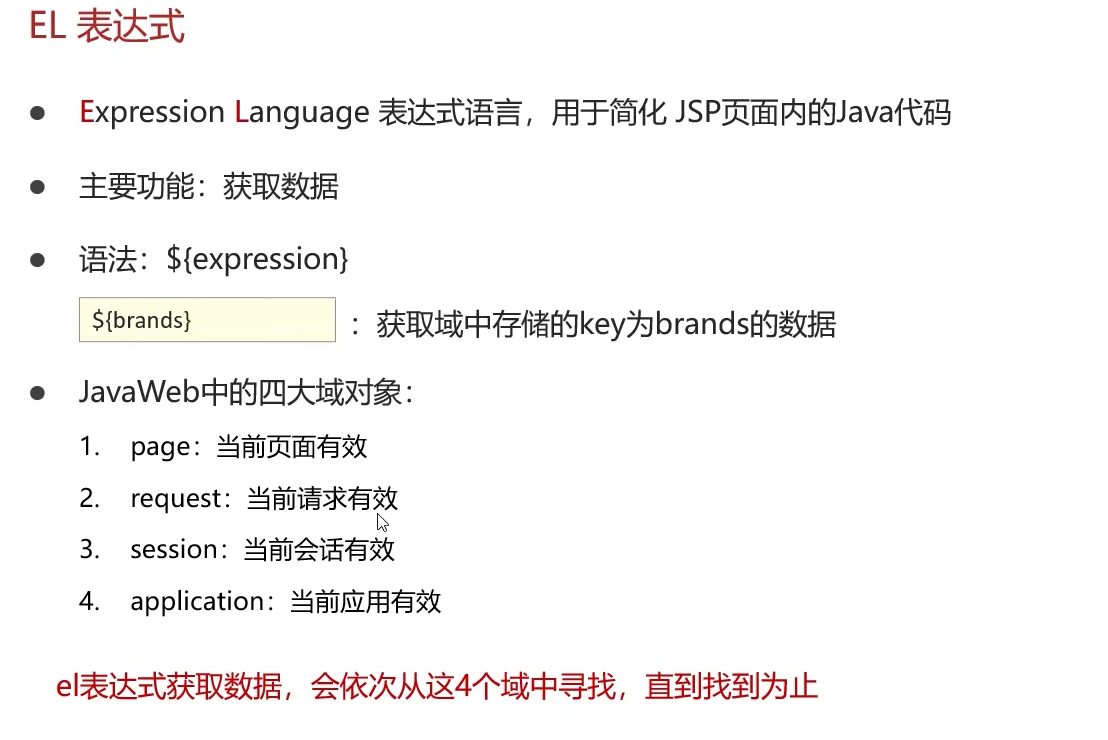 EL 表达式
● Expression Language 表达式语言，用于简化 JSP页面内的Java代码
● 主要功能：获取数据
● 语法：${expression}
${brands} ：获取域中存储的key为brands的数据
● JavaWeb中的四大域对象：
1. page：当前页面有效
2. request：当前请求有效
3. session：当前会话有效
4. application：当前应用有效
el表达式获取数据，会依次从这4个域中寻找，直到找到为止